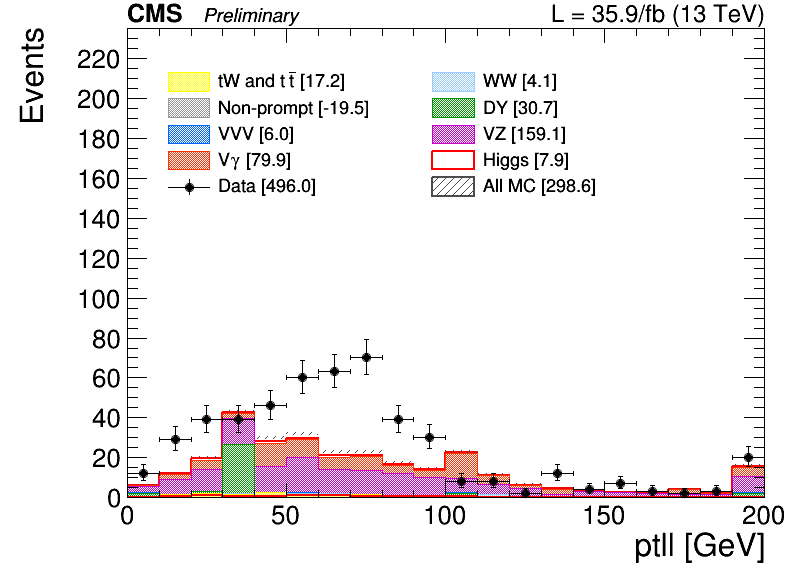 CMS Preliminary L = 35.9/fb (13 TeV)
Events
220
200
180
160
140
120
100
80
60
40
20
0
tW and t t̅ [17.2] WW [4.1]
Non-prompt [-19.5] DY [30.7]
VVV [6.0] VZ [159.1]
Vγ [79.9] Higgs [7.9]
Data [496.0] All MC [298.6]
0 50 100 150 200
ptll [GeV]